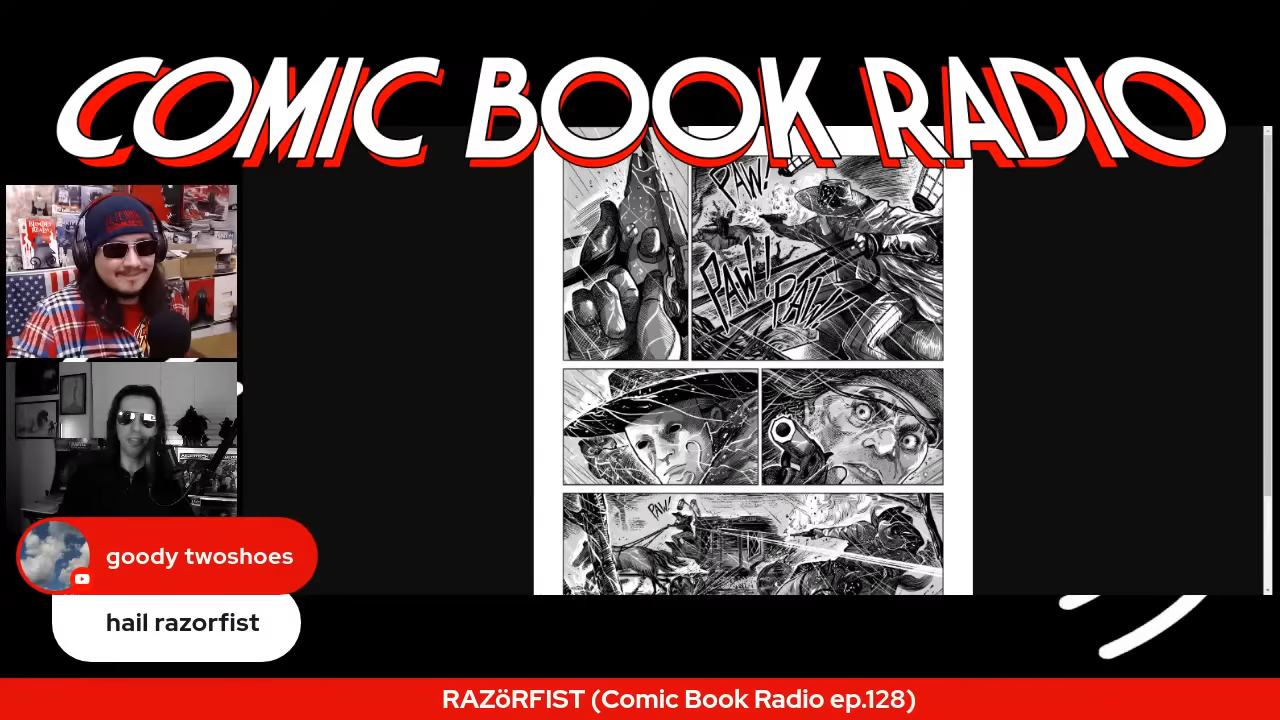 COMIC BOOK RADIO
PAW!
PAW!
PAW!
PAW!
goody twoshoes
hail razorfist
RAZöRFIST (Comic Book Radio ep.128)